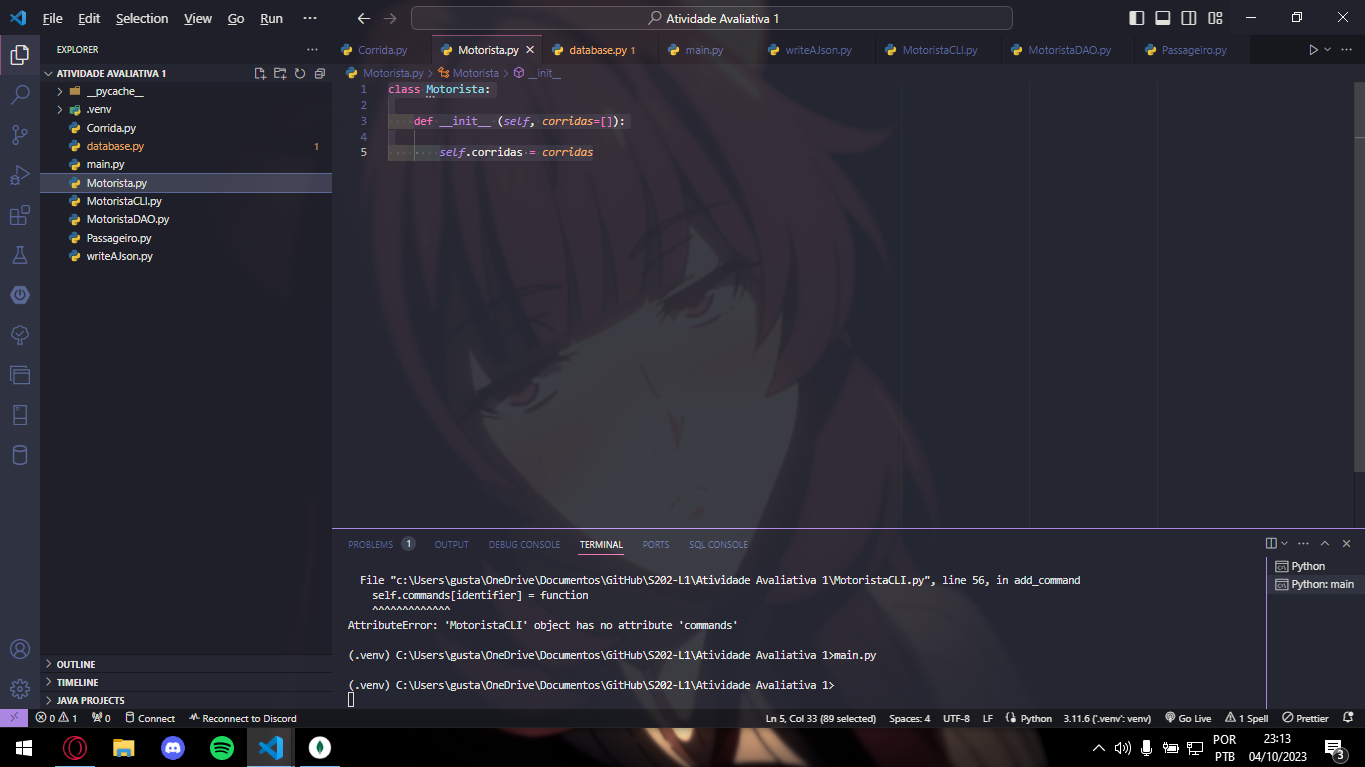 File Edit Selection View Go Run ···
Atividade Avaliativa 1
EXPLORER ···
ATIVIDADE AVALIATIVA 1
__pycache__
.venv
Corrida.py
database.py 1
main.py
Motorista.py
MotoristaCLI.py
MotoristaDAO.py
Passageiro.py
writeAJson.py
OUTLINE
TIMELINE
JAVA PROJECTS
Corrida.py Motorista.py database.py 1 main.py writeAJson.py MotoristaCLI.py MotoristaDAO.py Passageiro.py ···
Motorista.py > Motorista > __init__
1 class Motorista:
2
3 def __init__ (self, corridas=[]):
4
5 self.corridas = corridas
PROBLEMS 1 OUTPUT DEBUG CONSOLE TERMINAL PORTS SQL CONSOLE
File "c:\Users\gusta\OneDrive\Documentos\GitHub\S202-L1\Atividade Avaliativa 1\MotoristaCLI.py", line 56, in add_command
self.commands[identifier] = function
^^^^^^^^^^^^^
AttributeError: 'MotoristaCLI' object has no attribute 'commands'
(.venv) C:\Users\gusta\OneDrive\Documentos\GitHub\S202-L1\Atividade Avaliativa 1>main.py
(.venv) C:\Users\gusta\OneDrive\Documentos\GitHub\S202-L1\Atividade Avaliativa 1>
Python
Python: main
0 1 0 Connect Reconnect to Discord Ln 5, Col 33 (89 selected) Spaces: 4 UTF-8 LF Python 3.11.6 ('.venv': venv) Go Live 1 Spell Prettier
POR
PTB
23:13
04/10/2023
3